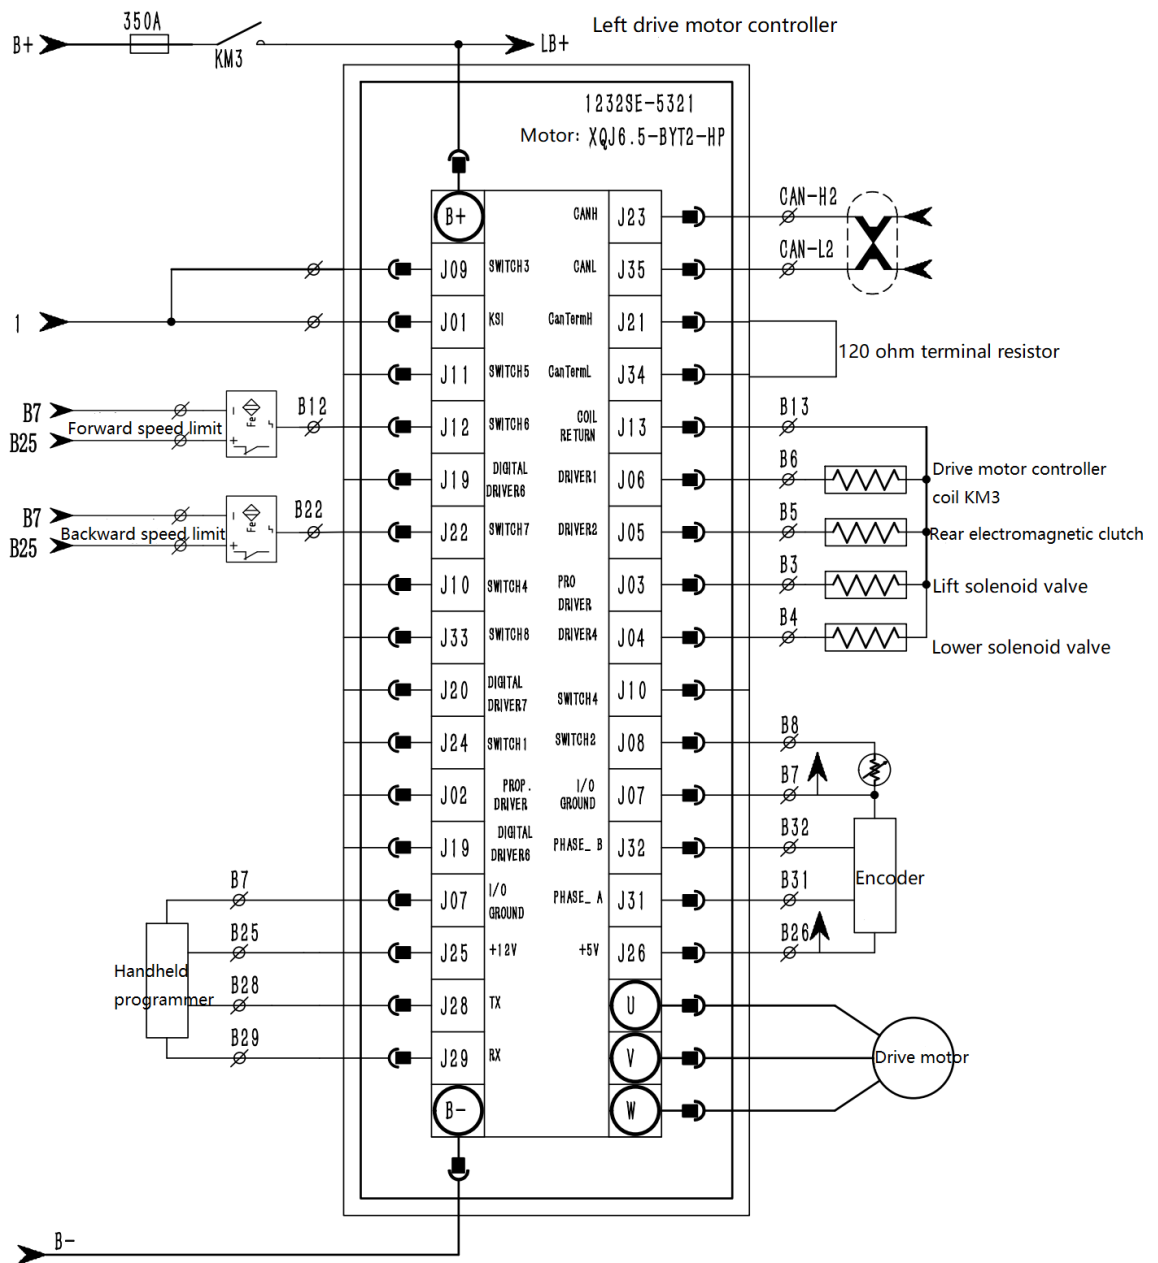 Left drive motor controller
350A
B+
KM3
LB+
1232SE-5321
Motor: XQJ6.5-BYT2-HP
B+
CANH
J23
CAN-H2
J09
SWITCH3
CANL
J35
CAN-L2
1
J01
KSI
CanTermH
J21
120 ohm terminal resistor
J11
SWITCH5
CanTermL
J34
B7
Forward speed limit
B25
-
+
Fe
B12
J12
SWITCH6
COIL
RETURN
J13
B13
J19
DIGITAL
DRIVER6
DRIVER1
J06
B6
Drive motor controller
coil KM3
B7
Backward speed limit
B25
-
+
Fe
B22
J22
SWITCH7
DRIVER2
J05
B5
Rear electromagnetic clutch
J10
SWITCH4
PRO
DRIVER
J03
B3
Lift solenoid valve
J33
SWITCH8
DRIVER4
J04
B4
Lower solenoid valve
J20
DIGITAL
DRIVER7
SWITCH4
J10
J24
SWITCH1
SWITCH2
J08
B8
J02
PROP.
DRIVER
I/O
GROUND
J07
B7
J19
DIGITAL
DRIVER6
PHASE_ B
J32
B32
Encoder
B7
J07
I/O
GROUND
PHASE_ A
J31
B31
B25
J25
+12V
+5V
J26
B26
Handheld
programmer
B28
J28
TX
U
B29
J29
RX
V
Drive motor
B-
W
B-